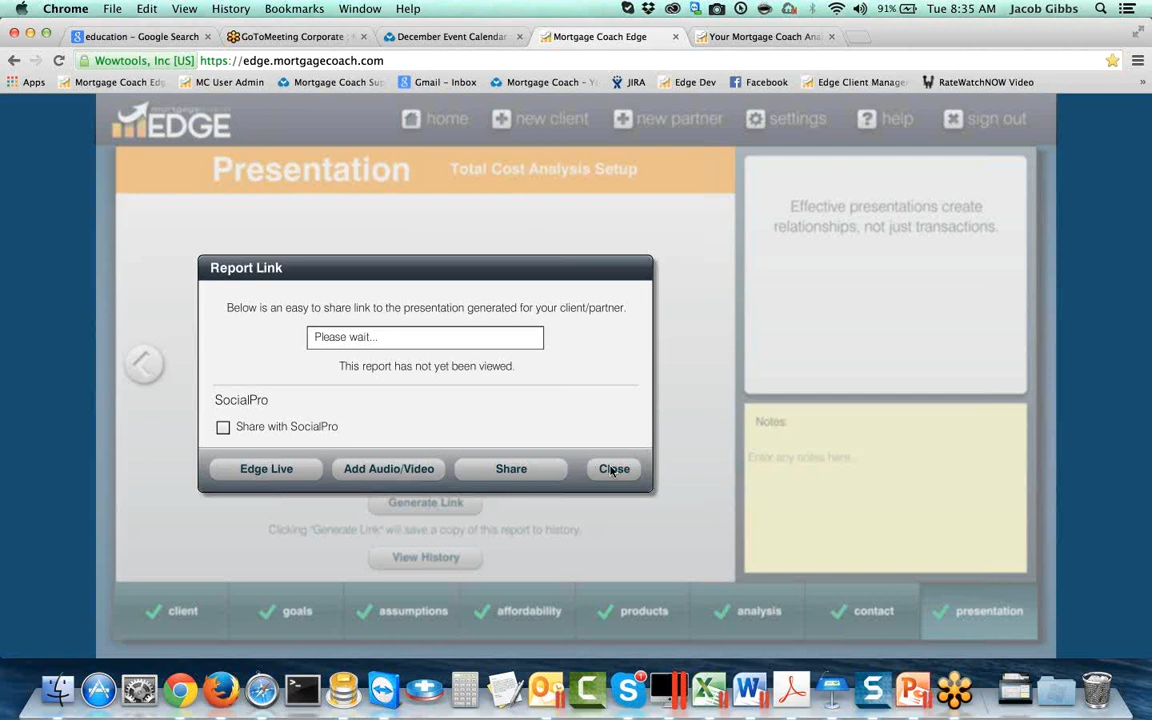 Chrome File Edit View History Bookmarks Window Help 91% Tue 8:35 AM Jacob Gibbs
education - Google Search
GoToMeeting Corporate
December Event Calendar
Mortgage Coach Edge
Your Mortgage Coach Ana
Wowtools, Inc [US] https://edge.mortgagecoach.com
Apps Mortgage Coach Edg MC User Admin Mortgage Coach Sup Gmail - Inbox Mortgage Coach - Y JIRA Edge Dev Facebook Edge Client Manage RateWatchNOW Video »
EDGE
home new client new partner settings help sign out
Presentation Total Cost Analysis Setup
Effective presentations create
relationships, not just transactions.
Report Link
Below is an easy to share link to the presentation generated for your client/partner.
Please wait...
This report has not yet been viewed.
SocialPro
Share with SocialPro
Edge Live Add Audio/Video Share Close
Notes:
Enter any notes here...
Generate Link
Clicking "Generate Link" will save a copy of this report to history.
View History
client goals assumptions affordability products analysis contact presentation